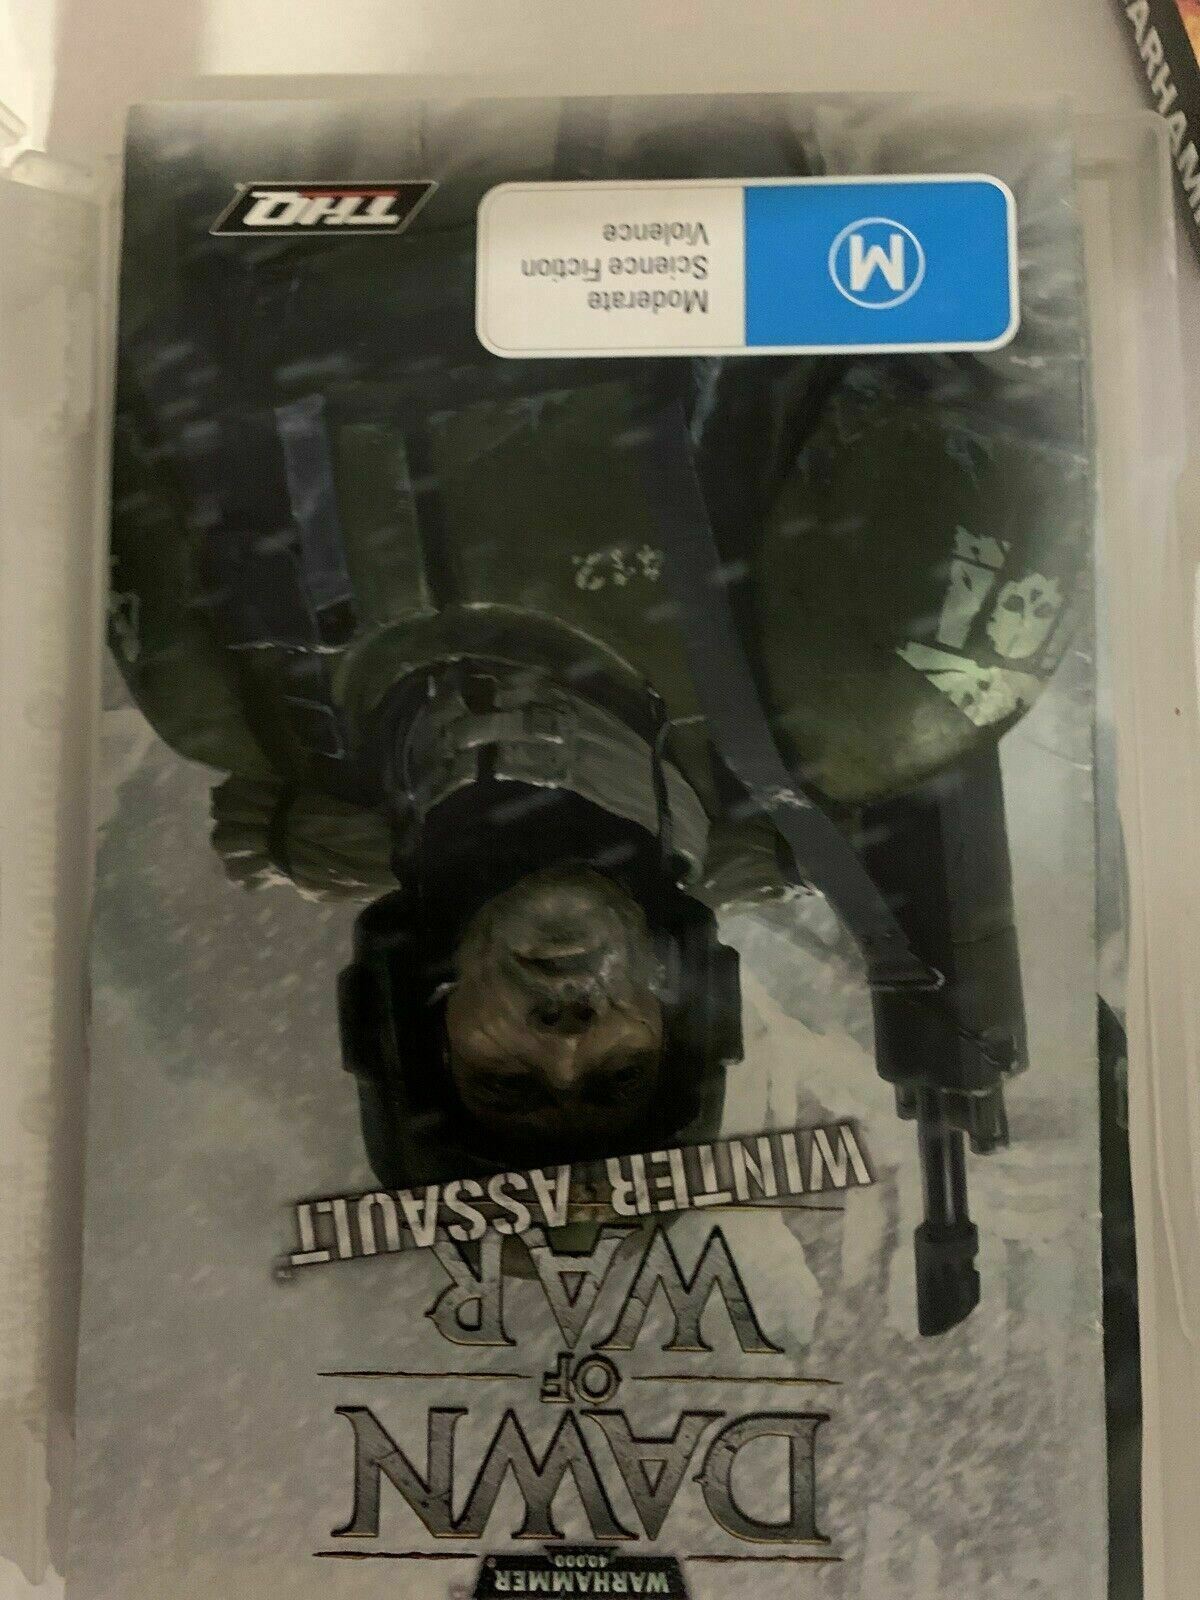 WARHAMMER
40,000
DAWN
OF
WAR
WINTER ASSAULT
M
Moderate
Science Fiction
Violence
THQ